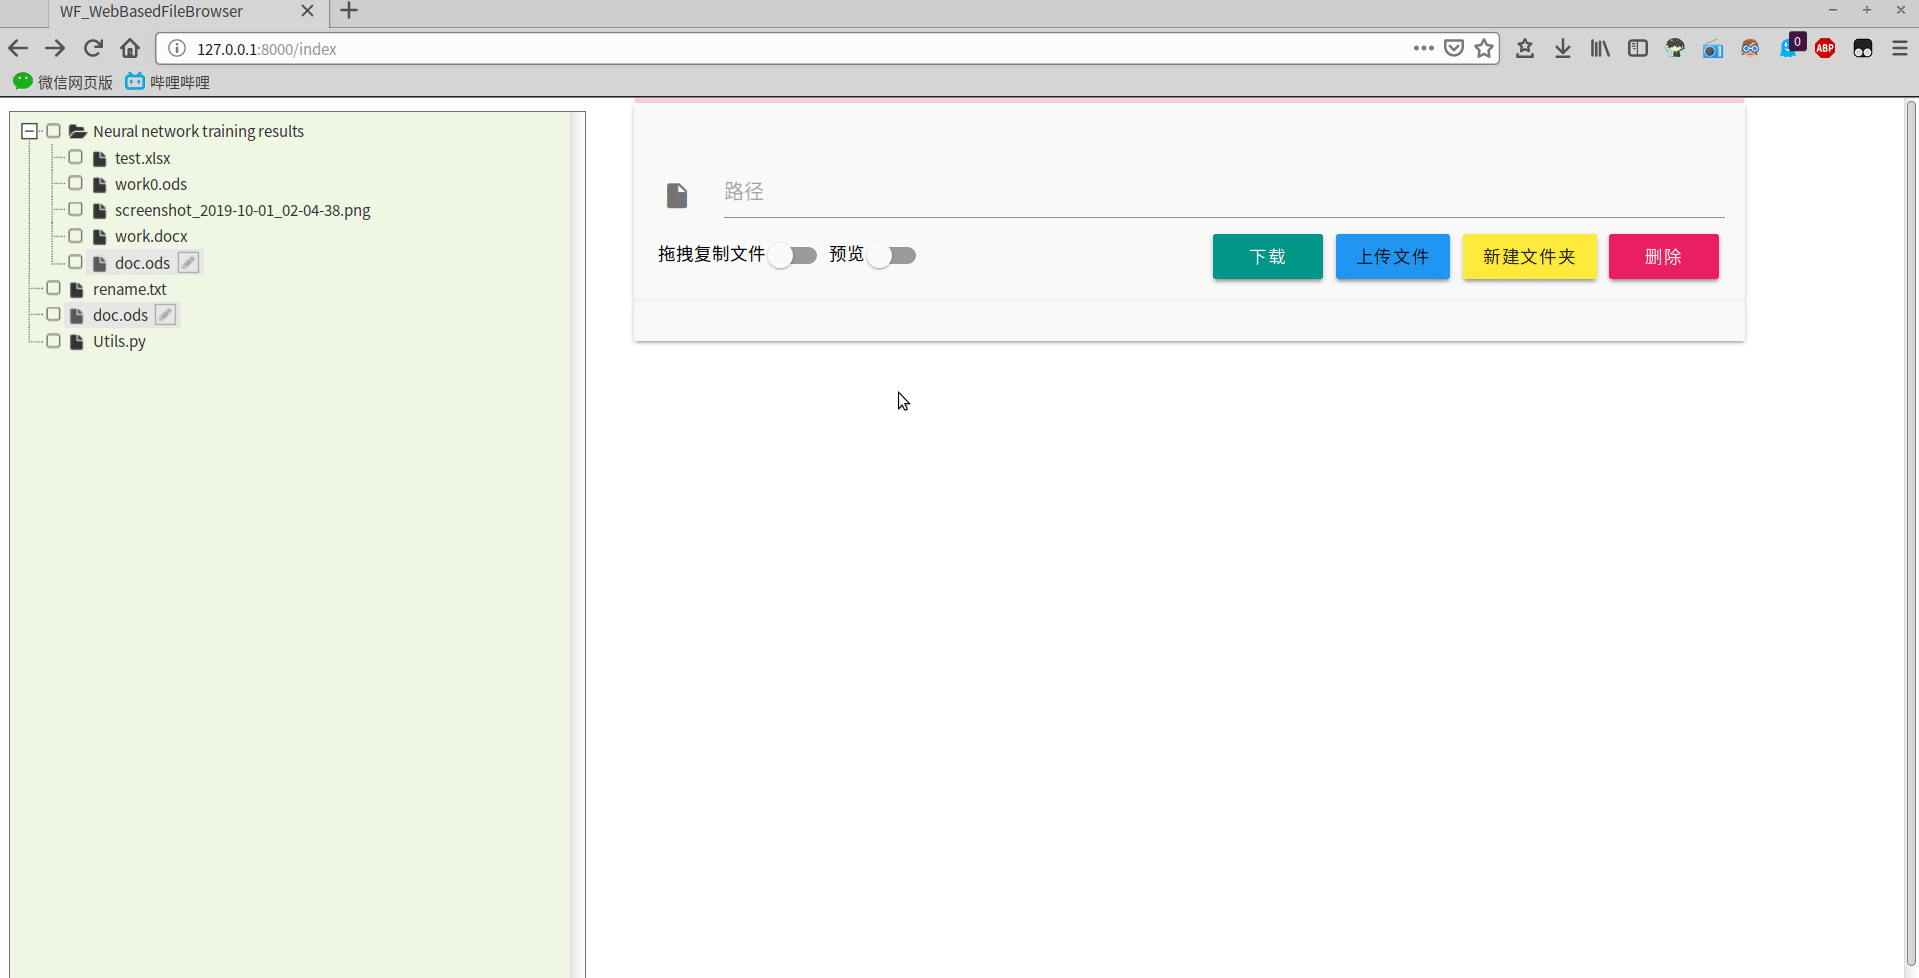 WF_WebBasedFileBrowser
127.0.0.1:8000/index
0
ABP
微信网页版 哔哩哔哩
Neural network training results
test.xlsx
work0.ods
screenshot_2019-10-01_02-04-38.png
work.docx
doc.ods
rename.txt
doc.ods
Utils.py
路径
拖拽复制文件 预览 下载 上传文件 新建文件夹 删除